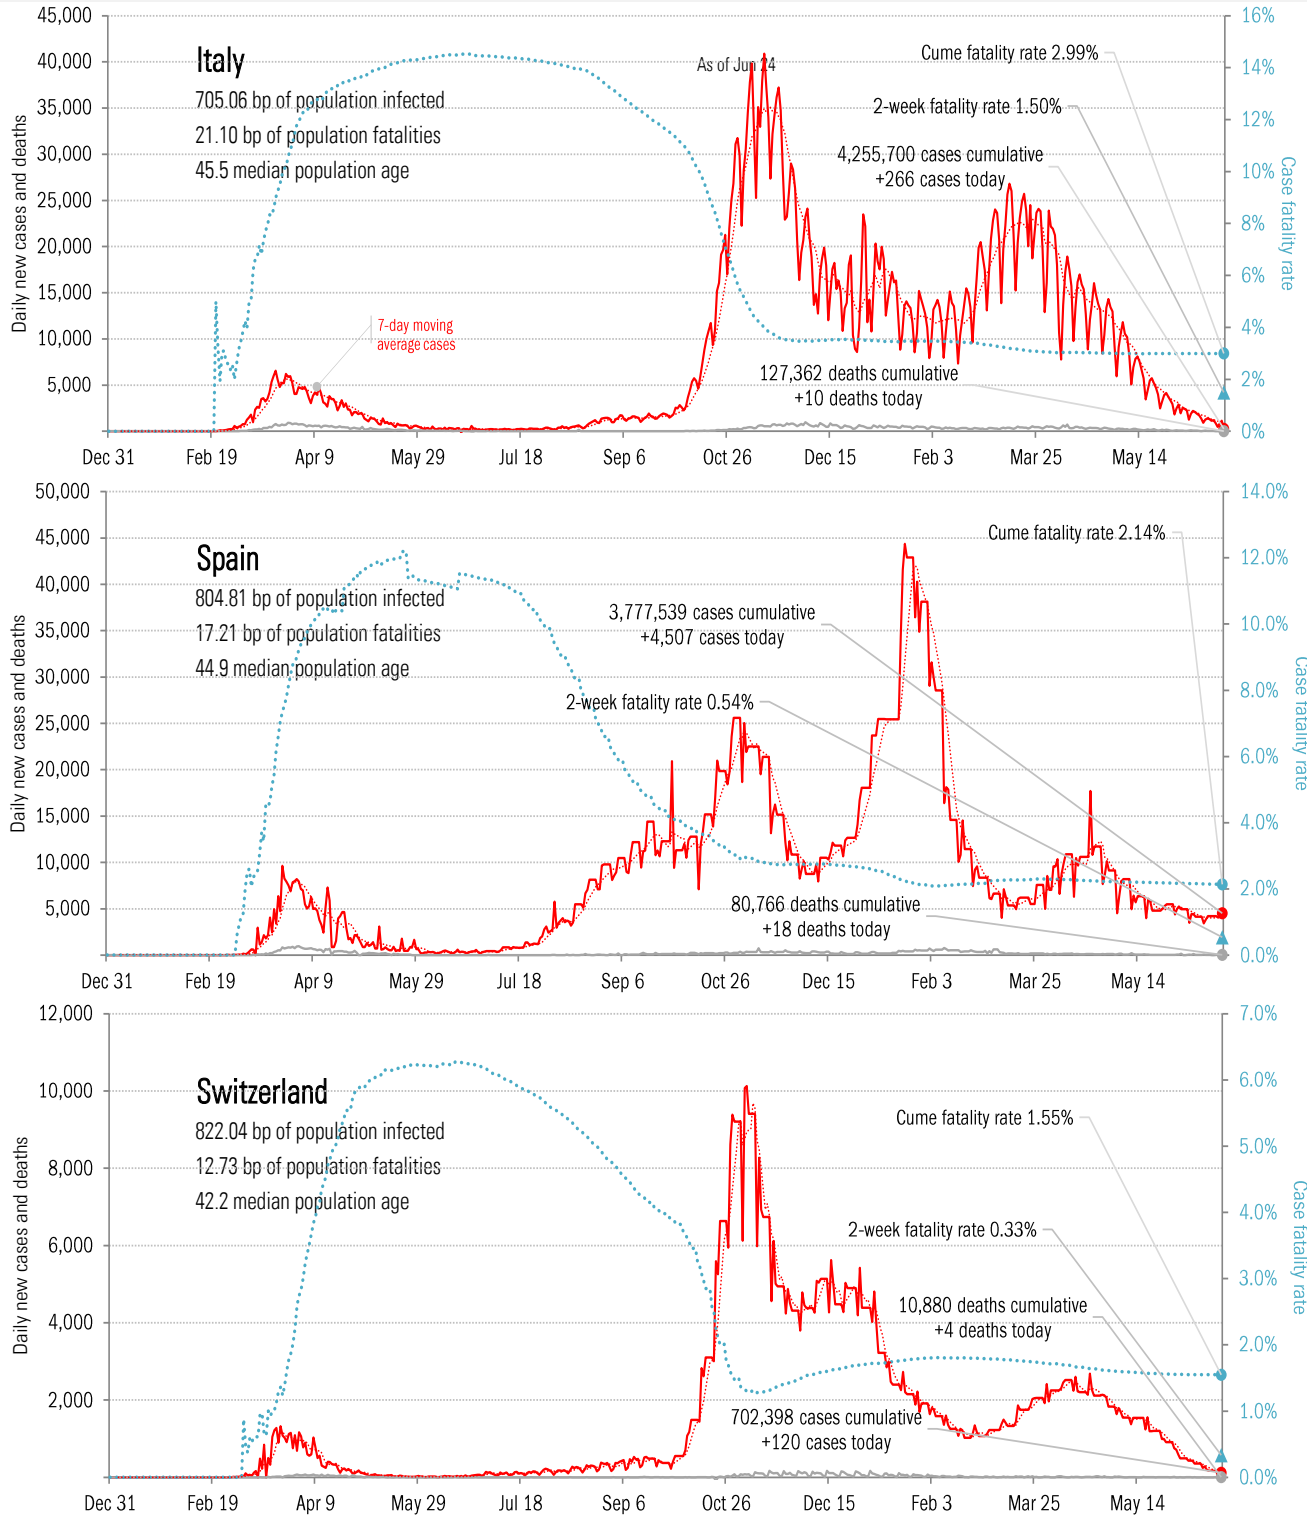 45,000
16%
Italy
As of Jun 24
Cume fatality rate 2.99%
40,000
14%
705.06 bp of population infected
2-week fatality rate 1.50%
35,000
12%
21.10 bp of population fatalities
4,255,700 cases cumulative
+266 cases today
30,000
10%
45.5 median population age
25,000
8%
20,000
6%
15,000
7-day moving
average cases
4%
10,000
127,362 deaths cumulative
+10 deaths today
2%
5,000
0%
Daily new cases and deaths
Case fatality rate
Dec 31 Feb 19 Apr 9 May 29 Jul 18 Sep 6 Oct 26 Dec 15 Feb 3 Mar 25 May 14
50,000
14.0%
Spain
Cume fatality rate 2.14%
45,000
12.0%
804.81 bp of population infected
40,000
3,777,539 cases cumulative
+4,507 cases today
10.0%
17.21 bp of population fatalities
35,000
44.9 median population age
30,000
8.0%
2-week fatality rate 0.54%
25,000
6.0%
20,000
15,000
4.0%
10,000
2.0%
80,766 deaths cumulative
+18 deaths today
5,000
0.0%
Daily new cases and deaths
Case fatality rate
Dec 31 Feb 19 Apr 9 May 29 Jul 18 Sep 6 Oct 26 Dec 15 Feb 3 Mar 25 May 14
12,000
7.0%
Switzerland
10,000
6.0%
Cume fatality rate 1.55%
822.04 bp of population infected
5.0%
12.73 bp of population fatalities
8,000
42.2 median population age
4.0%
2-week fatality rate 0.33%
6,000
3.0%
10,880 deaths cumulative
+4 deaths today
4,000
2.0%
2,000
702,398 cases cumulative
+120 cases today
1.0%
0.0%
Daily new cases and deaths
Case fatality rate
Dec 31 Feb 19 Apr 9 May 29 Jul 18 Sep 6 Oct 26 Dec 15 Feb 3 Mar 25 May 14